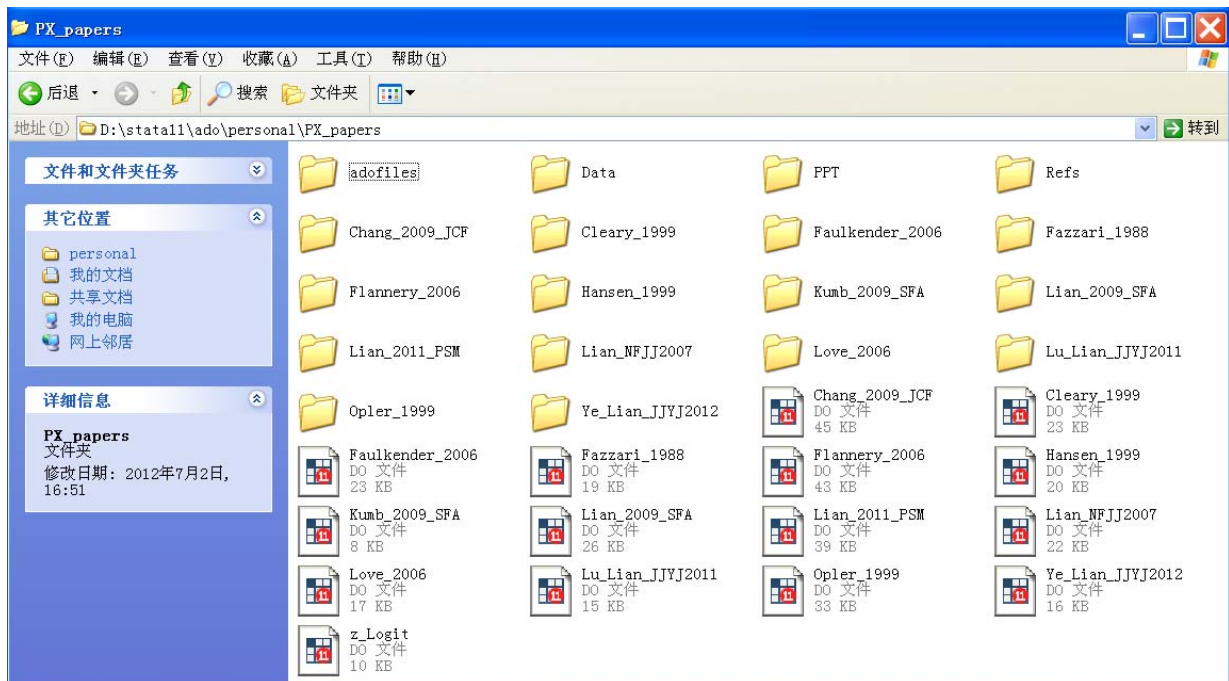 PX_papers
文件(F) 编辑(E) 查看(V) 收藏(A) 工具(T) 帮助(H)
后退 搜索 文件夹
地址(D) D:\stata11\ado\personal\PX_papers 转到
文件和文件夹任务
其它位置
personal
我的文档
共享文档
我的电脑
网上邻居
详细信息
PX_papers
文件夹
修改日期: 2012年7月2日,
16:51
adofiles Data PPT Refs
Chang_2009_JCF Cleary_1999 Faulkender_2006 Fazzari_1988
Flannery_2006 Hansen_1999 Kumb_2009_SFA Lian_2009_SFA
Lian_2011_PSM Lian_NFJJ2007 Love_2006 Lu_Lian_JJYJ2011
Opler_1999 Ye_Lian_JJYJ2012 Chang_2009_JCF Cleary_1999
DO 文件 DO 文件
45 KB 23 KB
Faulkender_2006 Fazzari_1988 Flannery_2006 Hansen_1999
DO 文件 DO 文件 DO 文件 DO 文件
23 KB 19 KB 43 KB 20 KB
Kumb_2009_SFA Lian_2009_SFA Lian_2011_PSM Lian_NFJJ2007
DO 文件 DO 文件 DO 文件 DO 文件
8 KB 26 KB 39 KB 22 KB
Love_2006 Lu_Lian_JJYJ2011 Opler_1999 Ye_Lian_JJYJ2012
DO 文件 DO 文件 DO 文件 DO 文件
17 KB 15 KB 33 KB 16 KB
z_Logit
DO 文件
10 KB